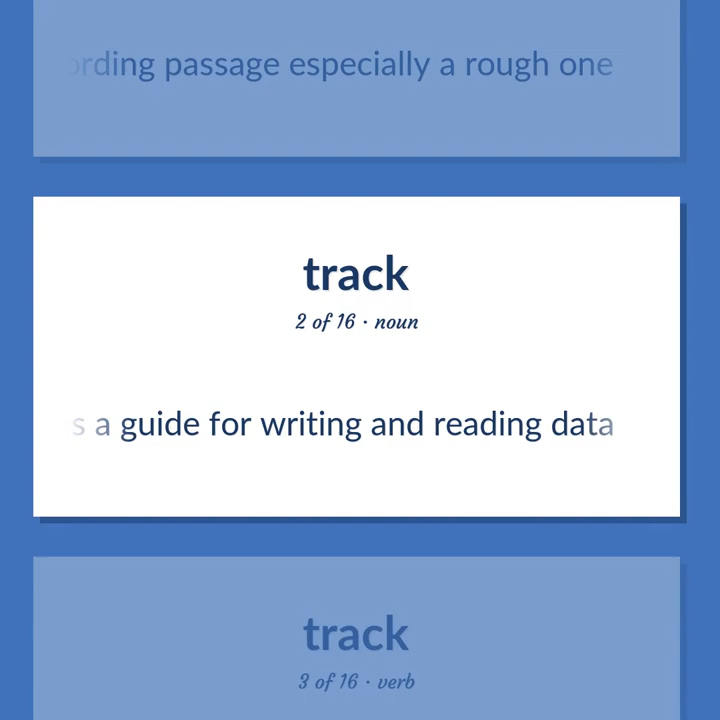 ording passage especially a rough one
track
2 of 16 · noun
s a guide for writing and reading data
track
3 of 16 · verb